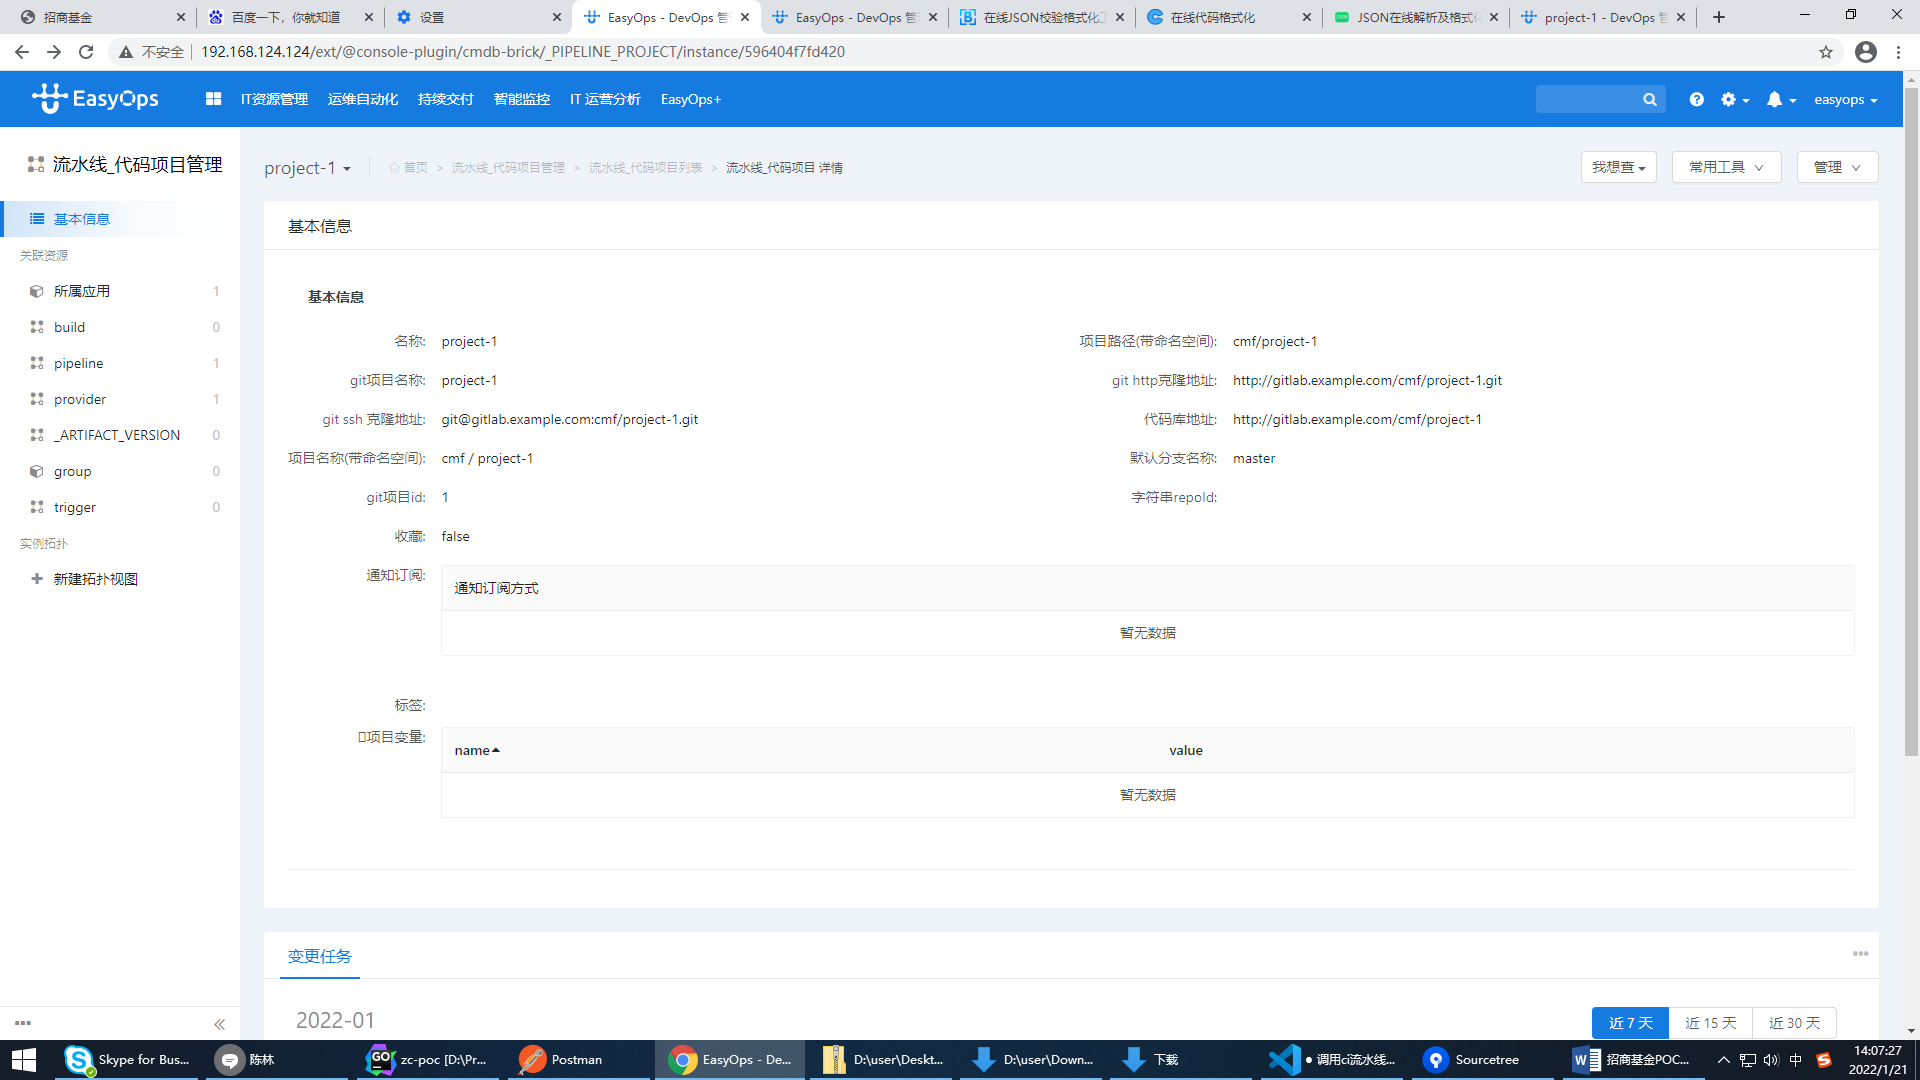 招商基金
百度一下，你就知道
设置
EasyOps - DevOps 管
EasyOps - DevOps 管
在线JSON校验格式化工
在线代码格式化
JSON在线解析及格式化
project-1 - DevOps 管
不安全
192.168.124.124/ext/@console-plugin/cmdb-brick/_PIPELINE_PROJECT/instance/596404f7fd420
EasyOps
IT资源管理
运维自动化
持续交付
智能监控
IT 运营分析
EasyOps+
easyops
流水线_代码项目管理
project-1
首页 > 流水线_代码项目管理 > 流水线_代码项目列表 > 流水线_代码项目 详情
我想查
常用工具
管理
基本信息
关联资源
所属应用 1
build 0
pipeline 1
provider 1
_ARTIFACT_VERSION 0
group 0
trigger 0
实例拓扑
新建拓扑视图
基本信息
基本信息
名称: project-1
项目路径(带命名空间): cmf/project-1
git项目名称: project-1
git http克隆地址: http://gitlab.example.com/cmf/project-1.git
git ssh 克隆地址: git@gitlab.example.com:cmf/project-1.git
代码库地址: http://gitlab.example.com/cmf/project-1
项目名称(带命名空间): cmf / project-1
默认分支名称: master
git项目id: 1
字符串repoId:
收藏: false
通知订阅:
通知订阅方式
暂无数据
标签:
项目变量:
name value
暂无数据
变更任务
2022-01
近 7 天
近 15 天
近 30 天
Skype for Bus...
陈林
zc-poc [D:\Pr...
Postman
EasyOps - De...
D:\user\Deskt...
D:\user\Down...
下载
• 调用ci流水线...
Sourcetree
招商基金POC...
中
14:07:27
2022/1/21